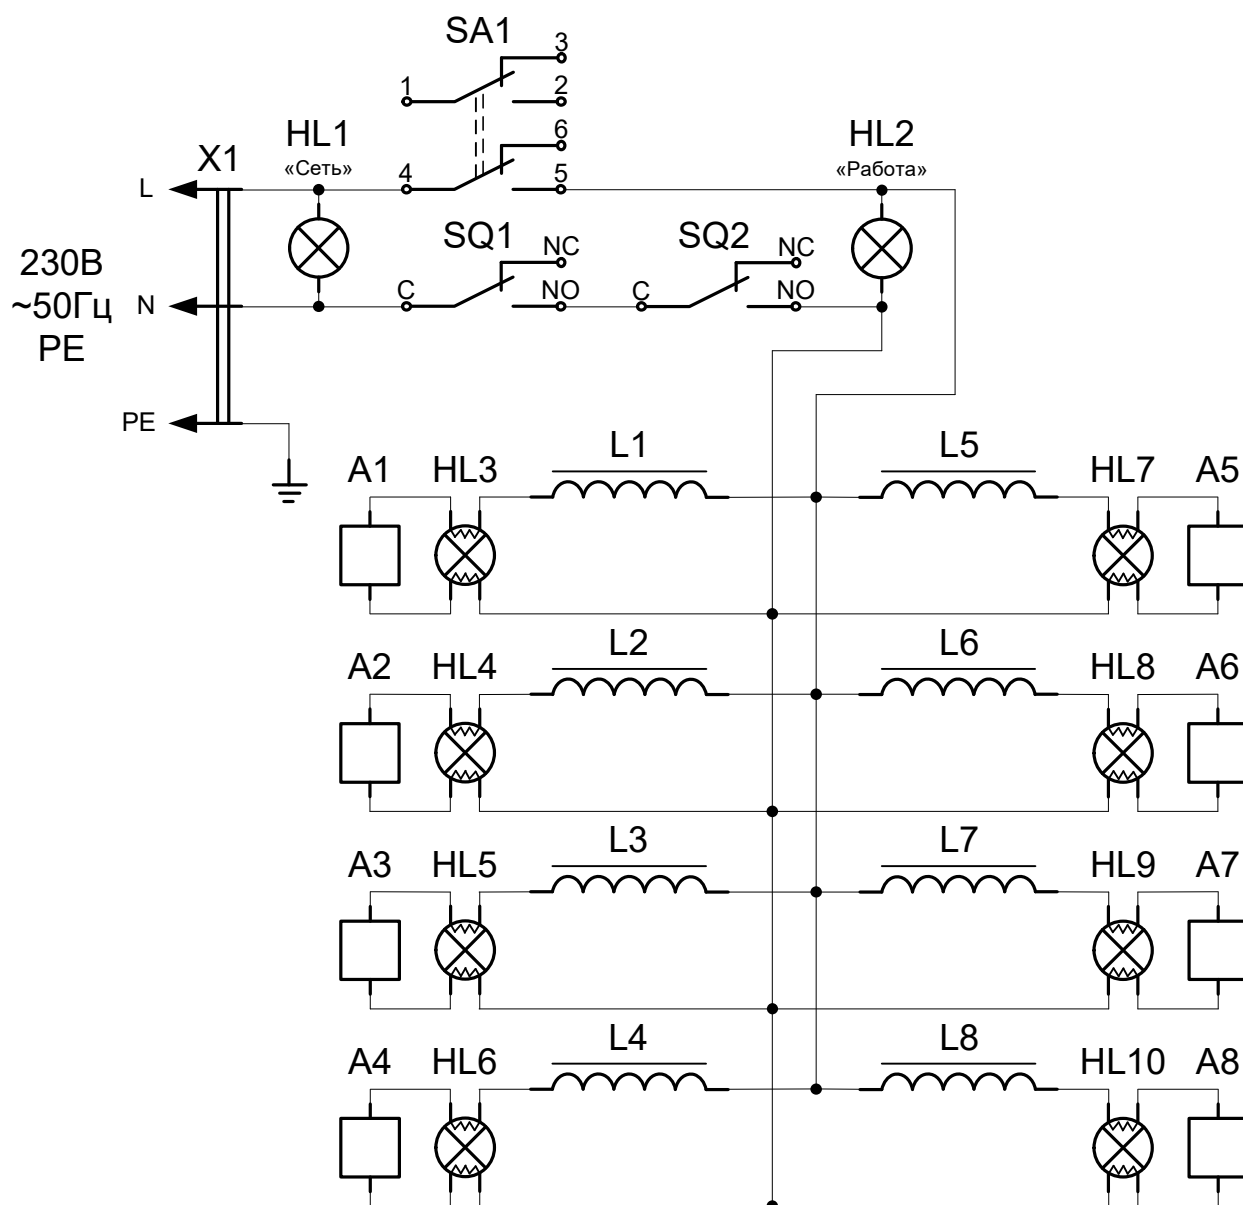 SA1
3
1
2
HL1
«Сеть»
6
HL2
«Работа»
X1
L
4
5
230В
~50Гц
PE
SQ1
NC
SQ2
NC
N
C
NO
C
NO
PE
L1
L5
A1
HL3
HL7
A5
L2
L6
A2
HL4
HL8
A6
L3
L7
A3
HL5
HL9
A7
L4
L8
A4
HL6
HL10
A8